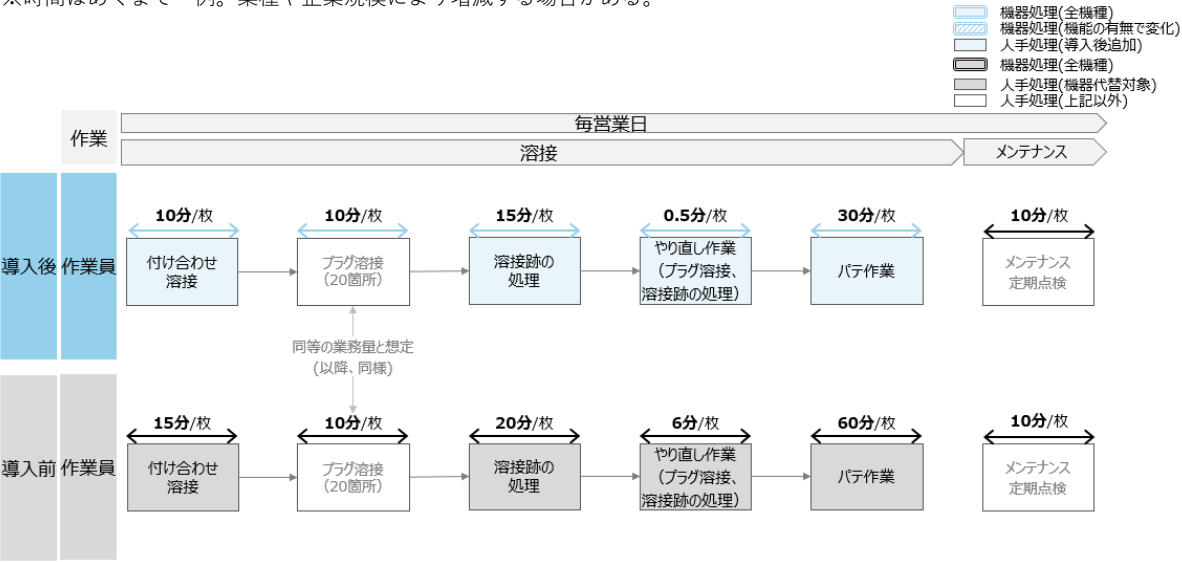 ※時間はあくまで一例。業種や企業規模により増減する場合がある。
機器処理(全機種)
機器処理(機能の有無で変化)
人手処理(導入後追加)
機器処理(全機種)
人手処理(機器代替対象)
人手処理(上記以外)
作業
毎営業日
溶接
メンテナンス
導入後
作業員
10分/枚
10分/枚
15分/枚
0.5分/枚
30分/枚
10分/枚
付け合わせ
溶接
プラグ溶接
(20箇所)
溶接跡の
処理
やり直し作業
(プラグ溶接、
溶接跡の処理)
パテ作業
メンテナンス
定期点検
同等の業務量と想定
(以降、同様)
導入前
作業員
15分/枚
10分/枚
20分/枚
6分/枚
60分/枚
10分/枚
付け合わせ
溶接
プラグ溶接
(20箇所)
溶接跡の
処理
やり直し作業
(プラグ溶接、
溶接跡の処理)
パテ作業
メンテナンス
定期点検